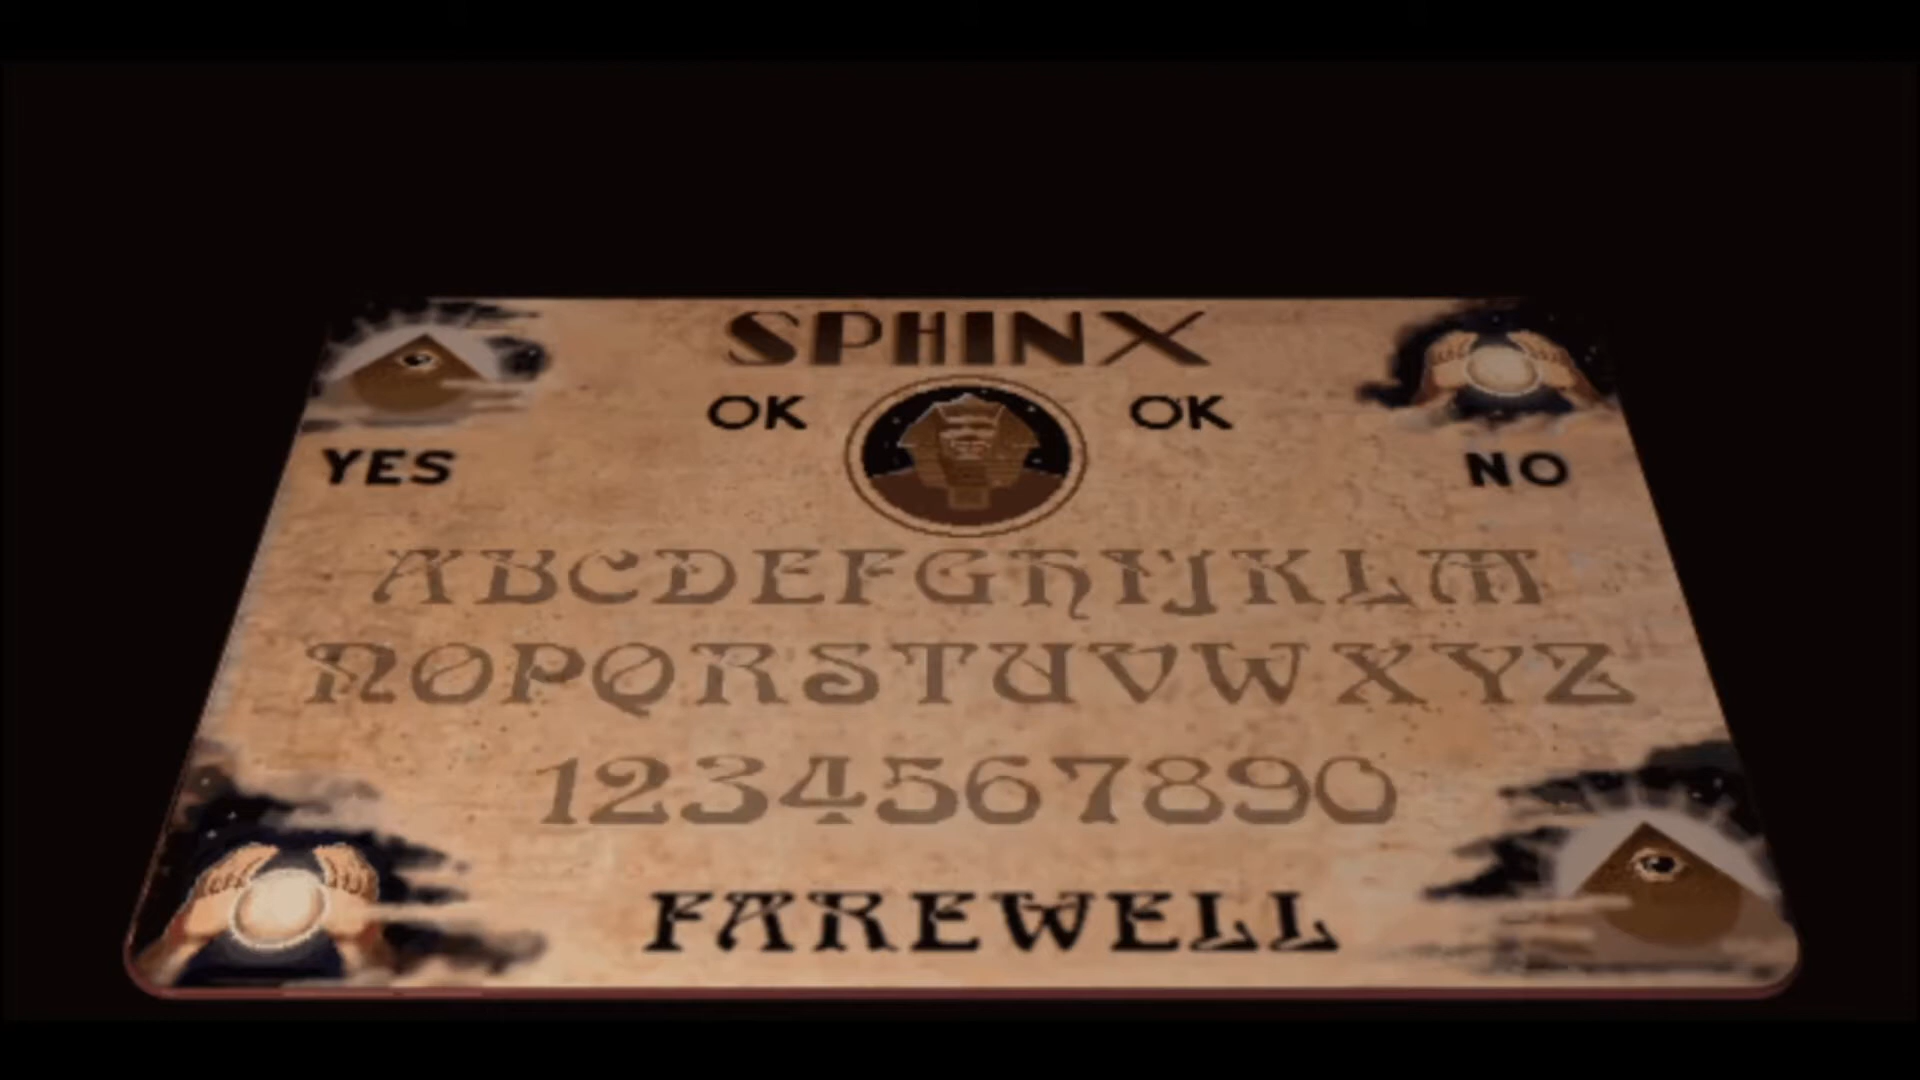 SPHINX
OK OK
YES NO
ABCDEFGHIJKLM
NOPQRSTUVWXYZ
1234567890
FAREWELL